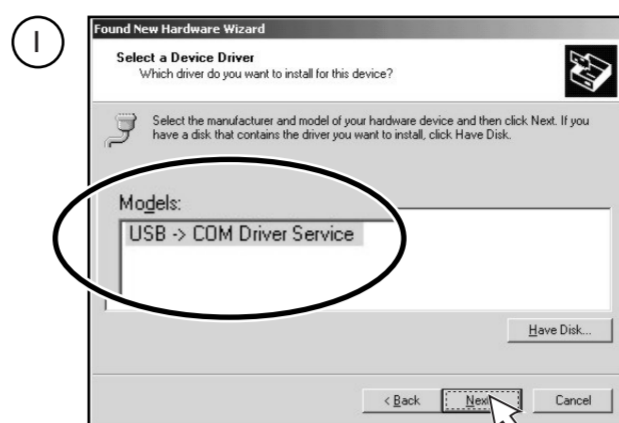 I
Found New Hardware Wizard
Select a Device Driver
Which driver do you want to install for this device?
Select the manufacturer and model of your hardware device and then click Next. If you
have a disk that contains the driver you want to install, click Have Disk.
Models:
USB -> COM Driver Service
Have Disk...
< Back
Next
Cancel